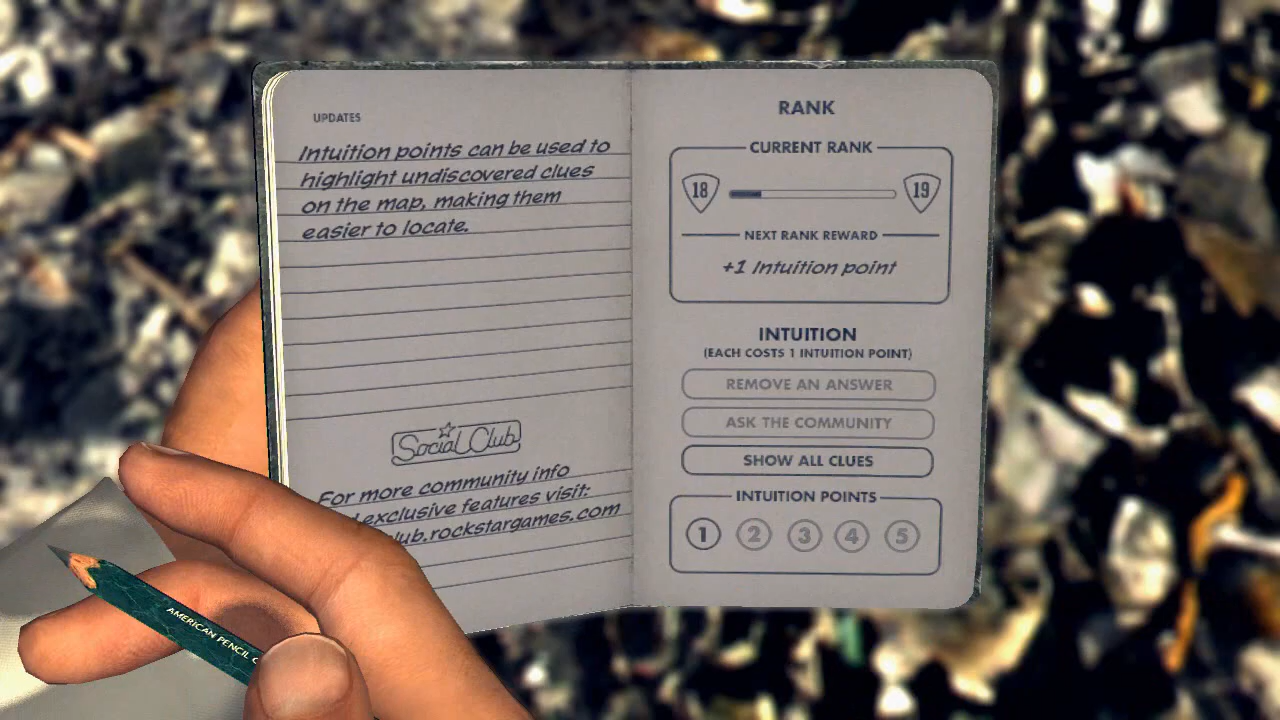 UPDATES
Intuition points can be used to
highlight undiscovered clues
on the map, making them
easier to locate.
Social Club
For more community info
exclusive features visit:
club.rockstargames.com
RANK
CURRENT RANK
18 19
NEXT RANK REWARD
+1 Intuition point
INTUITION
(EACH COSTS 1 INTUITION POINT)
REMOVE AN ANSWER
ASK THE COMMUNITY
SHOW ALL CLUES
INTUITION POINTS
1 2 3 4 5
AMERICAN PENCIL